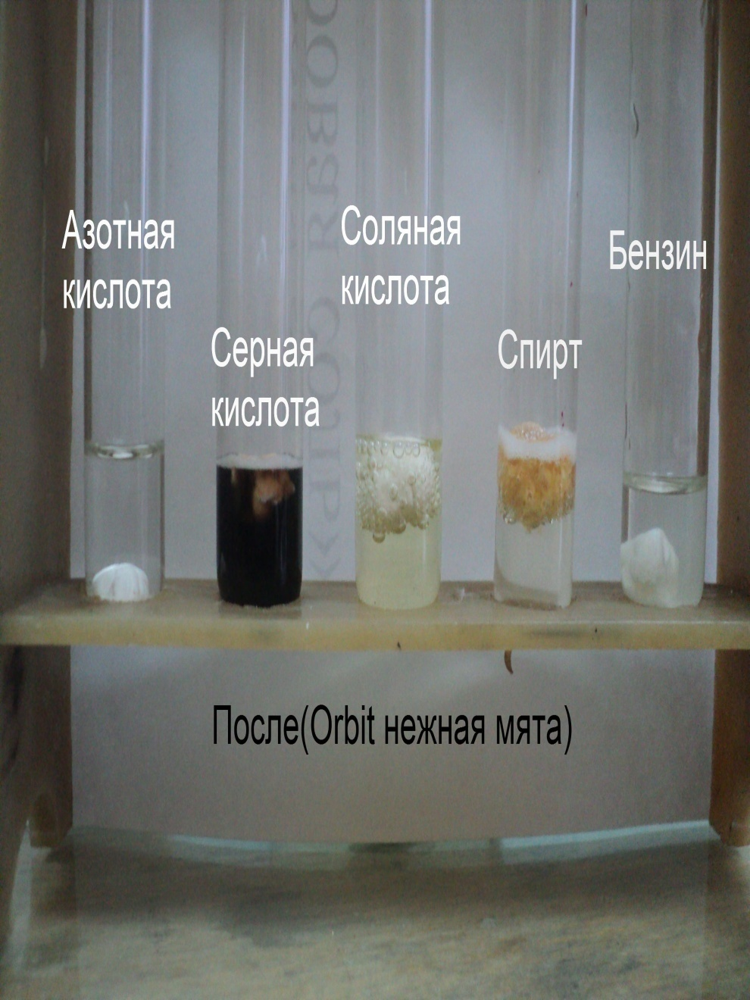 Азотная
кислота
Серная
кислота
Соляная
кислота
Спирт
Бензин
После(Orbit нежная мята)